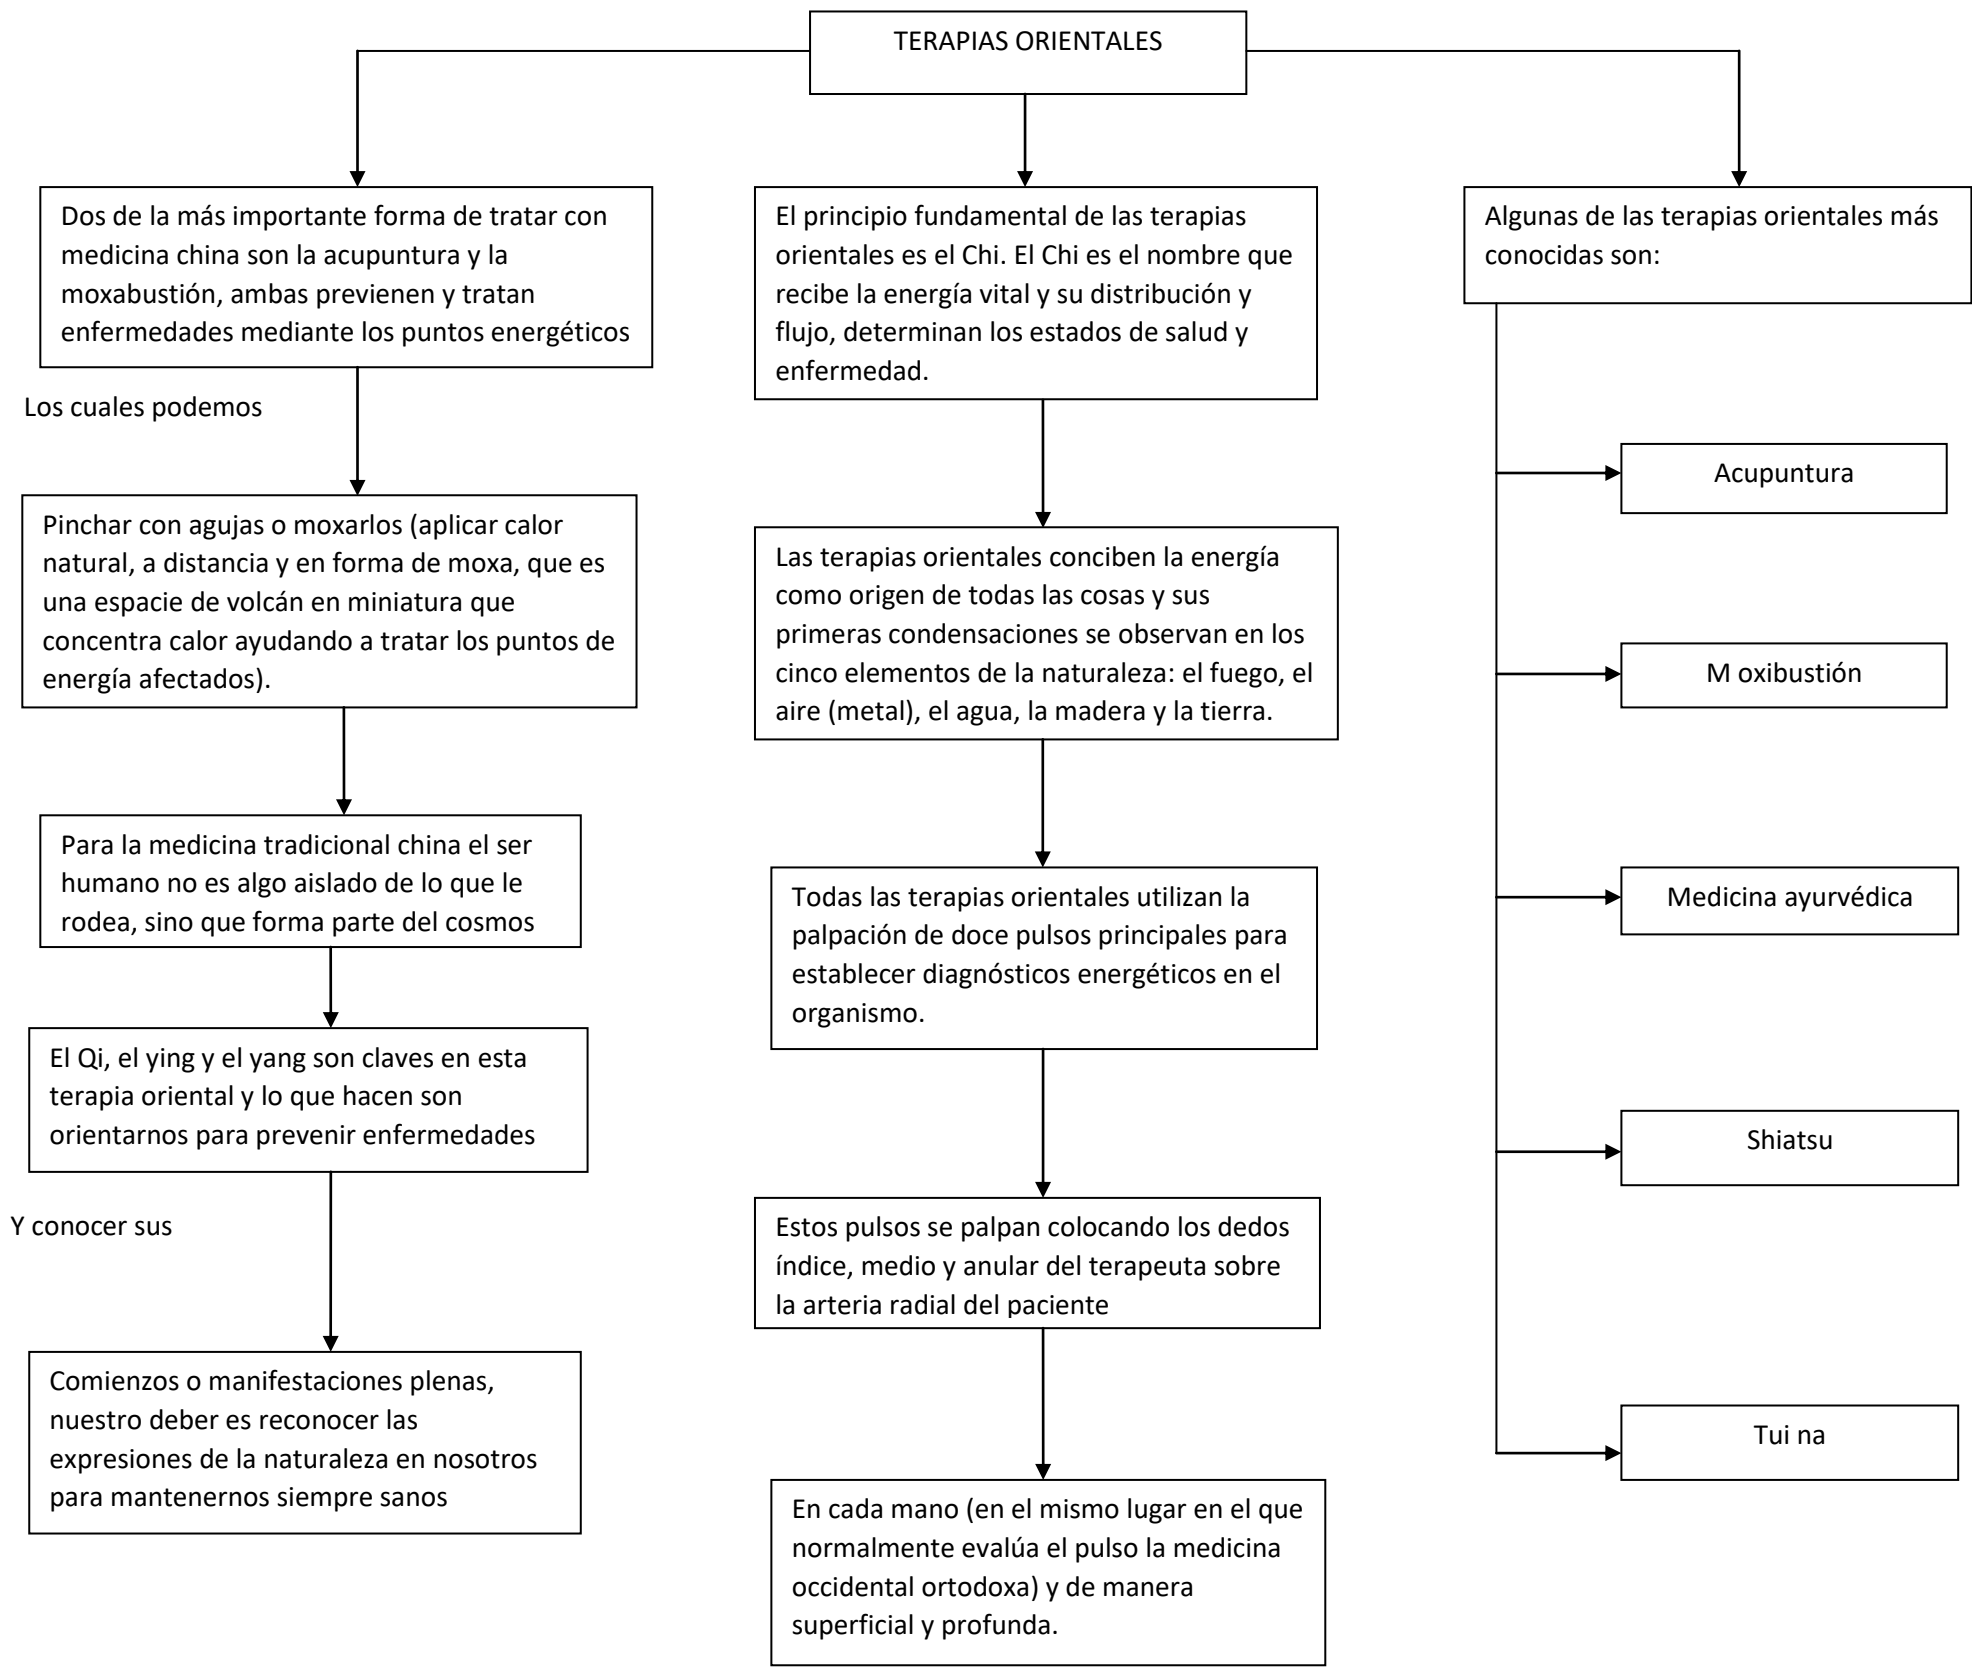 TERAPIAS ORIENTALES
Dos de la más importante forma de tratar con
medicina china son la acupuntura y la
moxabustión, ambas previenen y tratan
enfermedades mediante los puntos energéticos
Los cuales podemos
Pinchar con agujas o moxarlos (aplicar calor
natural, a distancia y en forma de moxa, que es
una espacie de volcán en miniatura que
concentra calor ayudando a tratar los puntos de
energía afectados).
Para la medicina tradicional china el ser
humano no es algo aislado de lo que le
rodea, sino que forma parte del cosmos
El Qi, el ying y el yang son claves en esta
terapia oriental y lo que hacen son
orientarnos para prevenir enfermedades
Y conocer sus
Comienzos o manifestaciones plenas,
nuestro deber es reconocer las
expresiones de la naturaleza en nosotros
para mantenernos siempre sanos
El principio fundamental de las terapias
orientales es el Chi. El Chi es el nombre que
recibe la energía vital y su distribución y
flujo, determinan los estados de salud y
enfermedad.
Las terapias orientales conciben la energía
como origen de todas las cosas y sus
primeras condensaciones se observan en los
cinco elementos de la naturaleza: el fuego, el
aire (metal), el agua, la madera y la tierra.
Todas las terapias orientales utilizan la
palpación de doce pulsos principales para
establecer diagnósticos energéticos en el
organismo.
Estos pulsos se palpan colocando los dedos
índice, medio y anular del terapeuta sobre
la arteria radial del paciente
En cada mano (en el mismo lugar en el que
normalmente evalúa el pulso la medicina
occidental ortodoxa) y de manera
superficial y profunda.
Algunas de las terapias orientales más
conocidas son:
Acupuntura
M oxibustión
Medicina ayurvédica
Shiatsu
Tui na